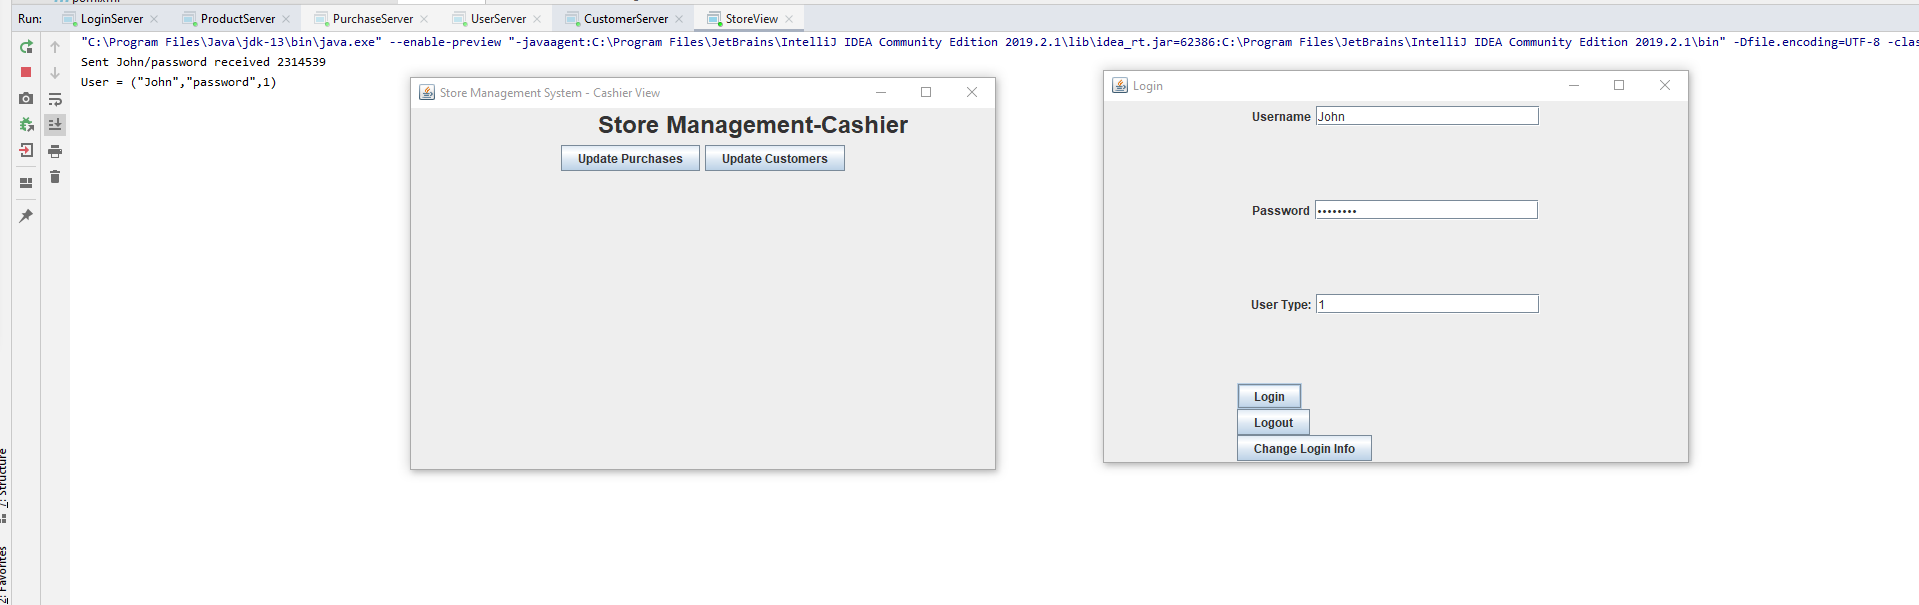 Run: LoginServer ProductServer PurchaseServer UserServer CustomerServer StoreView
"C:\Program Files\Java\jdk-13\bin\java.exe" --enable-preview "-javaagent:C:\Program Files\JetBrains\IntelliJ IDEA Community Edition 2019.2.1\lib\idea_rt.jar=62386:C:\Program Files\JetBrains\IntelliJ IDEA Community Edition 2019.2.1\bin" -Dfile.encoding=UTF-8 -clas
Sent John/password received 2314539
User = ("John","password",1)
Store Management System - Cashier View
Store Management-Cashier
Update Purchases Update Customers
Login
Username John
Password ••••••••
User Type: 1
Login
Logout
Change Login Info
7: Structure
2: Favorites